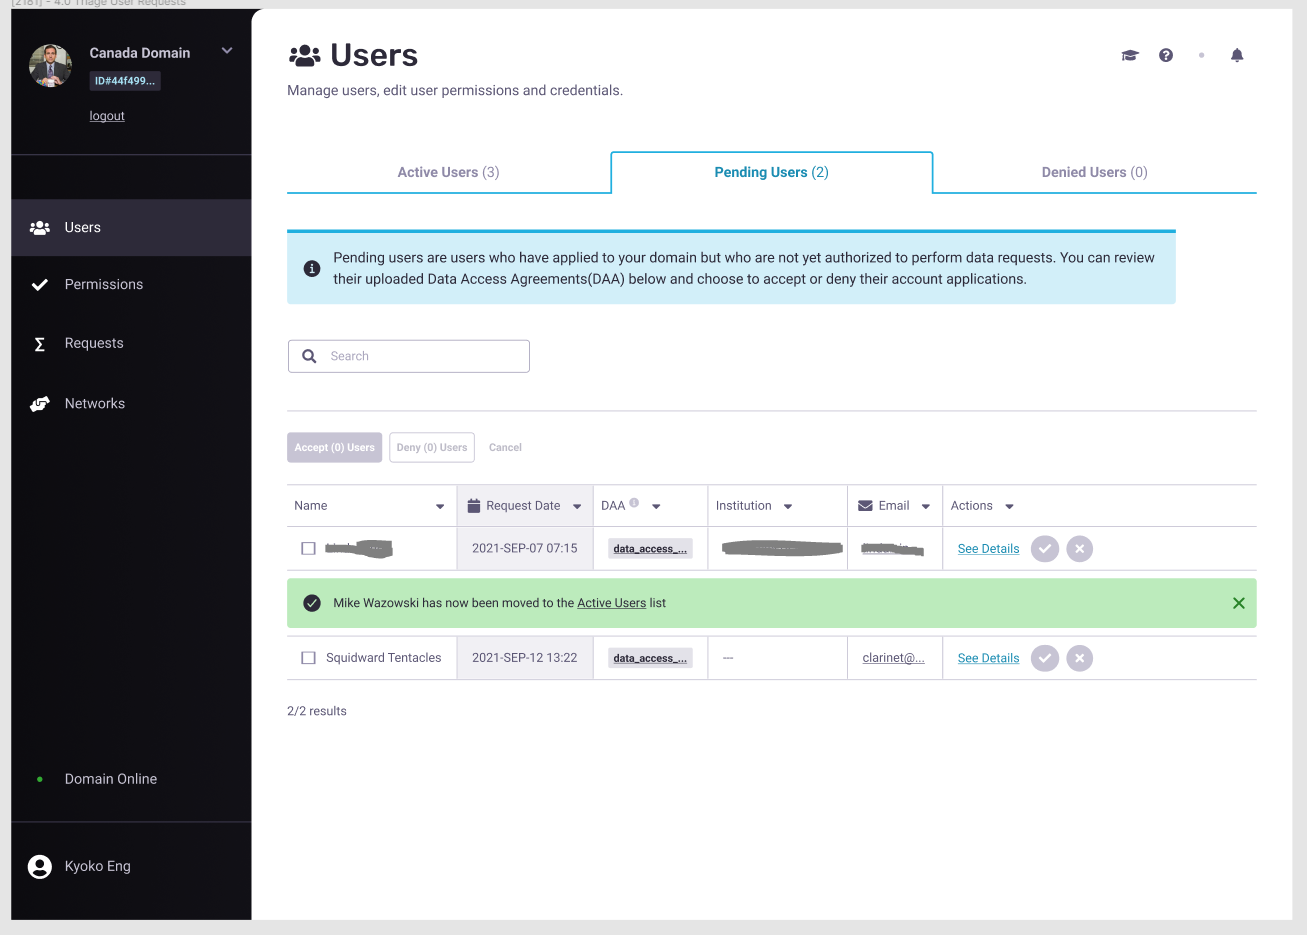 [2181] - 4.0 Triage User Requests
Canada Domain
ID#44f499...
logout
Users
Permissions
Requests
Networks
Domain Online
Kyoko Eng
Users
Manage users, edit user permissions and credentials.
Active Users (3)
Pending Users (2)
Denied Users (0)
Pending users are users who have applied to your domain but who are not yet authorized to perform data requests. You can review
their uploaded Data Access Agreements(DAA) below and choose to accept or deny their account applications.
Search
Accept (0) Users
Deny (0) Users
Cancel
Name
Request Date
DAA
Institution
Email
Actions
2021-SEP-07 07:15
data_access_...
See Details
Mike Wazowski has now been moved to the Active Users list
Squidward Tentacles
2021-SEP-12 13:22
data_access_...
---
clarinet@...
See Details
2/2 results